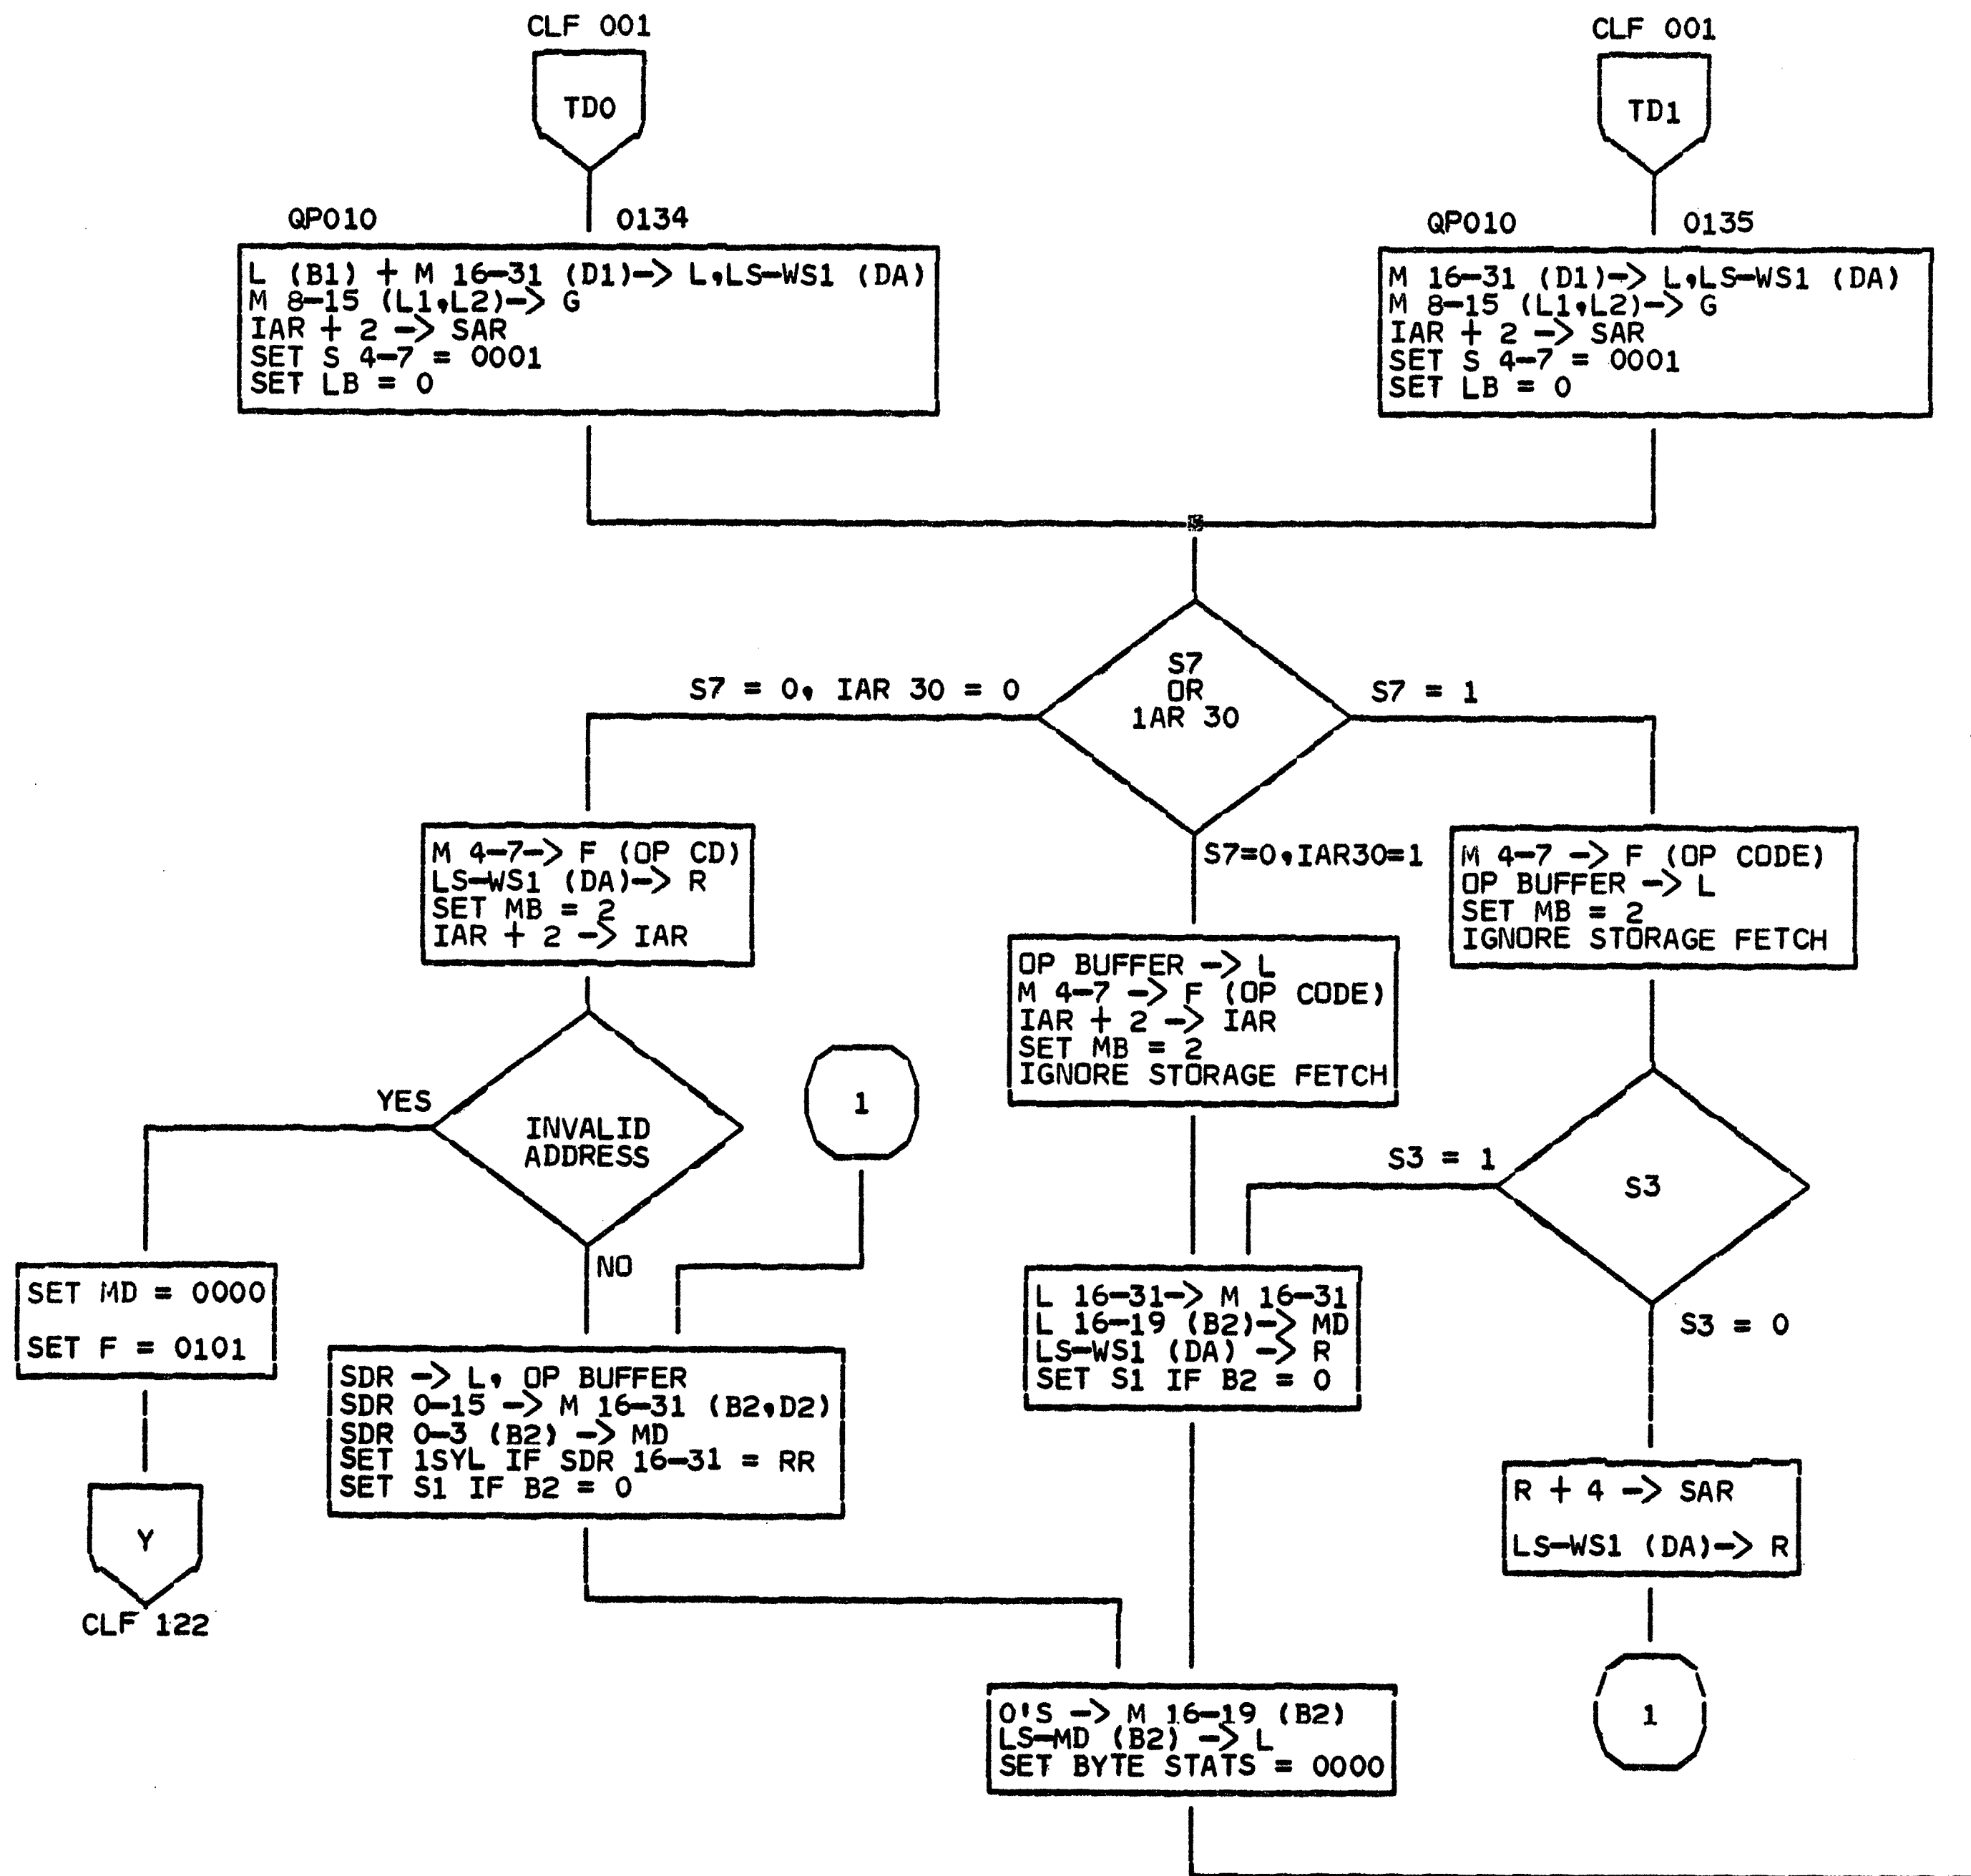 CLF 001
TD0
QP010 0134
L (B1) + M 16-31 (D1)-> L,LS-WS1 (DA)
M 8-15 (L1,L2)-> G
IAR + 2 -> SAR
SET S 4-7 = 0001
SET LB = 0
CLF 001
TD1
QP010 0135
M 16-31 (D1)-> L,LS-WS1 (DA)
M 8-15 (L1,L2)-> G
IAR + 2 -> SAR
SET S 4-7 = 0001
SET LB = 0
S7
OR
1AR 30
S7 = 0, IAR 30 = 0
S7 = 1
S7=0,IAR30=1
M 4-7-> F (OP CD)
LS-WS1 (DA)-> R
SET MB = 2
IAR + 2 -> IAR
OP BUFFER -> L
M 4-7 -> F (OP CODE)
IAR + 2 -> IAR
SET MB = 2
IGNORE STORAGE FETCH
M 4-7 -> F (OP CODE)
OP BUFFER -> L
SET MB = 2
IGNORE STORAGE FETCH
YES
INVALID
ADDRESS
NO
1
S3 = 1
S3
S3 = 0
SET MD = 0000
SET F = 0101
Y
CLF 122
SDR -> L, OP BUFFER
SDR 0-15 -> M 16-31 (B2,D2)
SDR 0-3 (B2) -> MD
SET 1SYL IF SDR 16-31 = RR
SET S1 IF B2 = 0
L 16-31-> M 16-31
L 16-19 (B2)-> MD
LS-WS1 (DA) -> R
SET S1 IF B2 = 0
R + 4 -> SAR
LS-WS1 (DA)-> R
1
0'S -> M 16-19 (B2)
LS-MD (B2) -> L
SET BYTE STATS = 0000